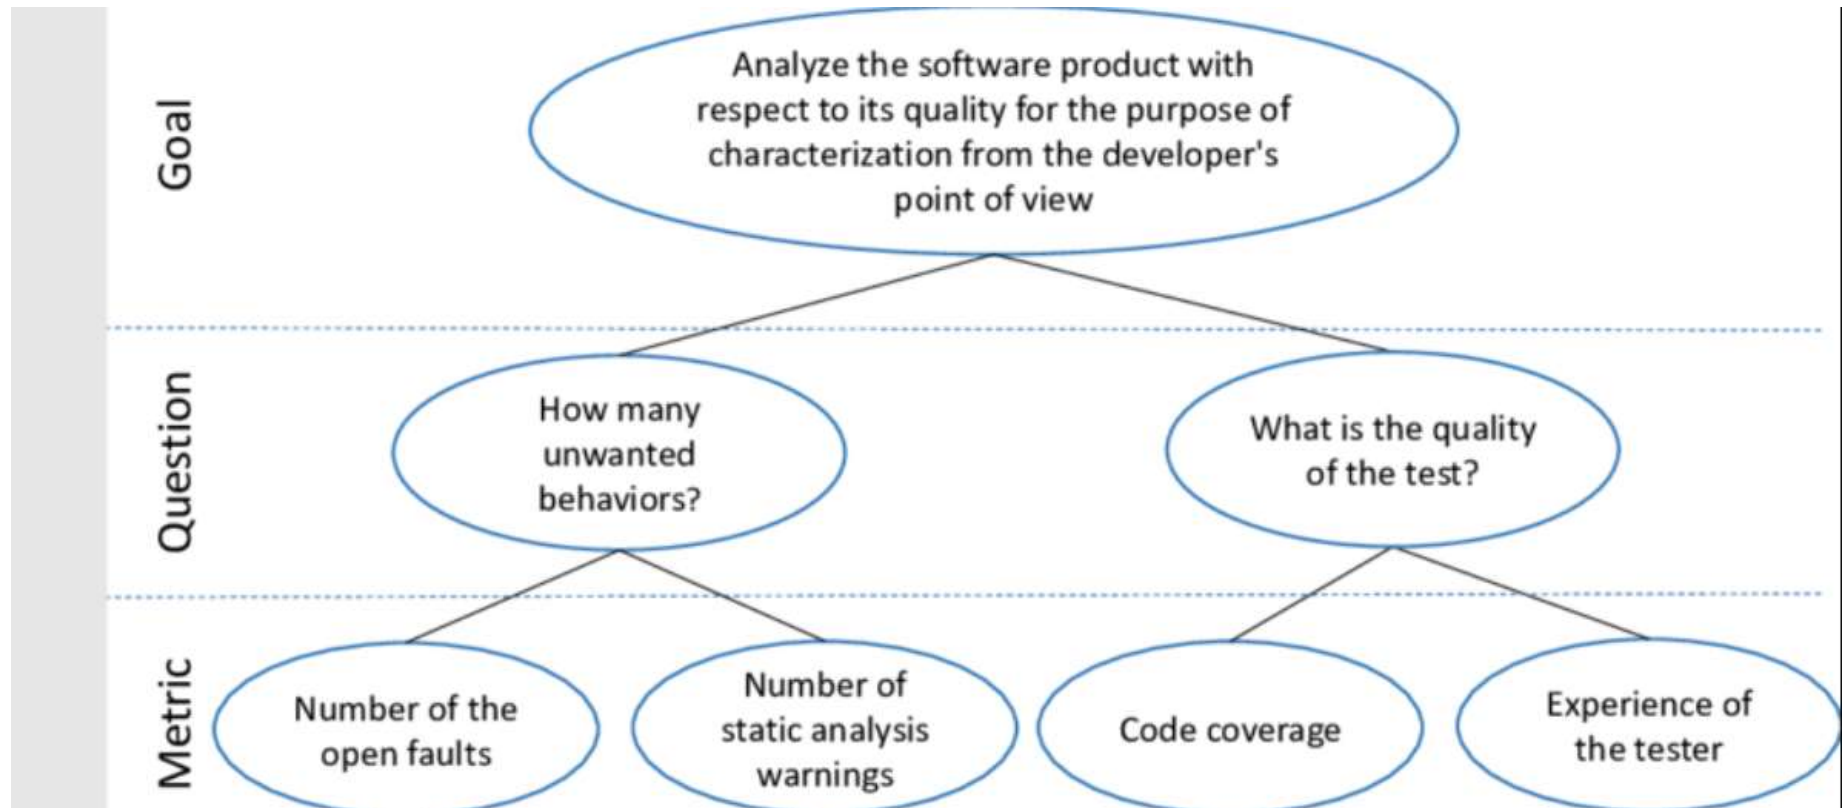 Goal
Analyze the software product with
respect to its quality for the purpose of
characterization from the developer's
point of view
Question
How many
unwanted
behaviors?
What is the quality
of the test?
Metric
Number of the
open faults
Number of
static analysis
warnings
Code coverage
Experience of
the tester